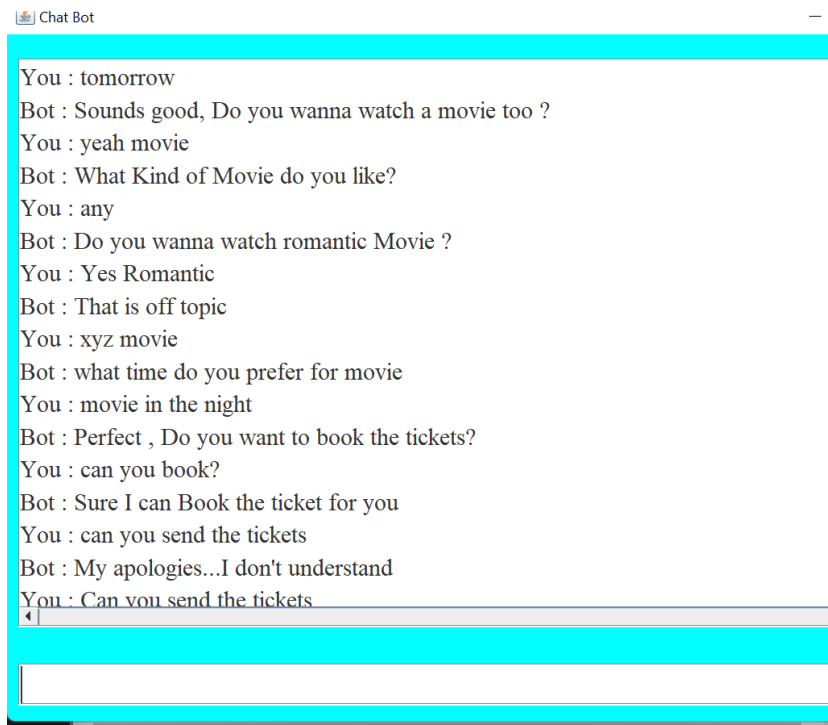 Chat Bot
You : tomorrow
Bot : Sounds good, Do you wanna watch a movie too ?
You : yeah movie
Bot : What Kind of Movie do you like?
You : any
Bot : Do you wanna watch romantic Movie ?
You : Yes Romantic
Bot : That is off topic
You : xyz movie
Bot : what time do you prefer for movie
You : movie in the night
Bot : Perfect , Do you want to book the tickets?
You : can you book?
Bot : Sure I can Book the ticket for you
You : can you send the tickets
Bot : My apologies...I don't understand
You : Can you send the tickets